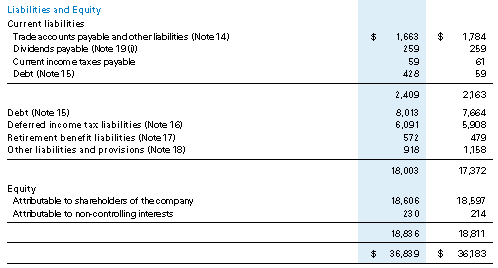 Liabilities and Equity
Current liabilities
Trade accounts payable and other liabilities (Note 14) $ 1,663 $ 1,784
Dividends payable (Note 19(i)) 259 259
Current income taxes payable 59 61
Debt (Note 15) 428 59
2,409 2,163
Debt (Note 15) 8,013 7,664
Deferred income tax liabilities (Note 16) 6,091 5,908
Retirement benefit liabilities (Note 17) 572 479
Other liabilities and provisions (Note 18) 918 1,158
18,003 17,372
Equity
Attributable to shareholders of the company 18,606 18,597
Attributable to non-controlling interests 230 214
18,836 18,811
$ 36,839 $ 36,183